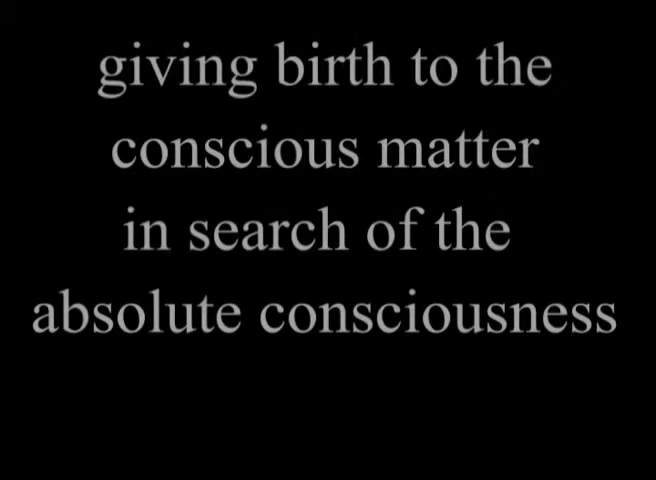 giving birth to the
conscious matter
in search of the
absolute consciousness